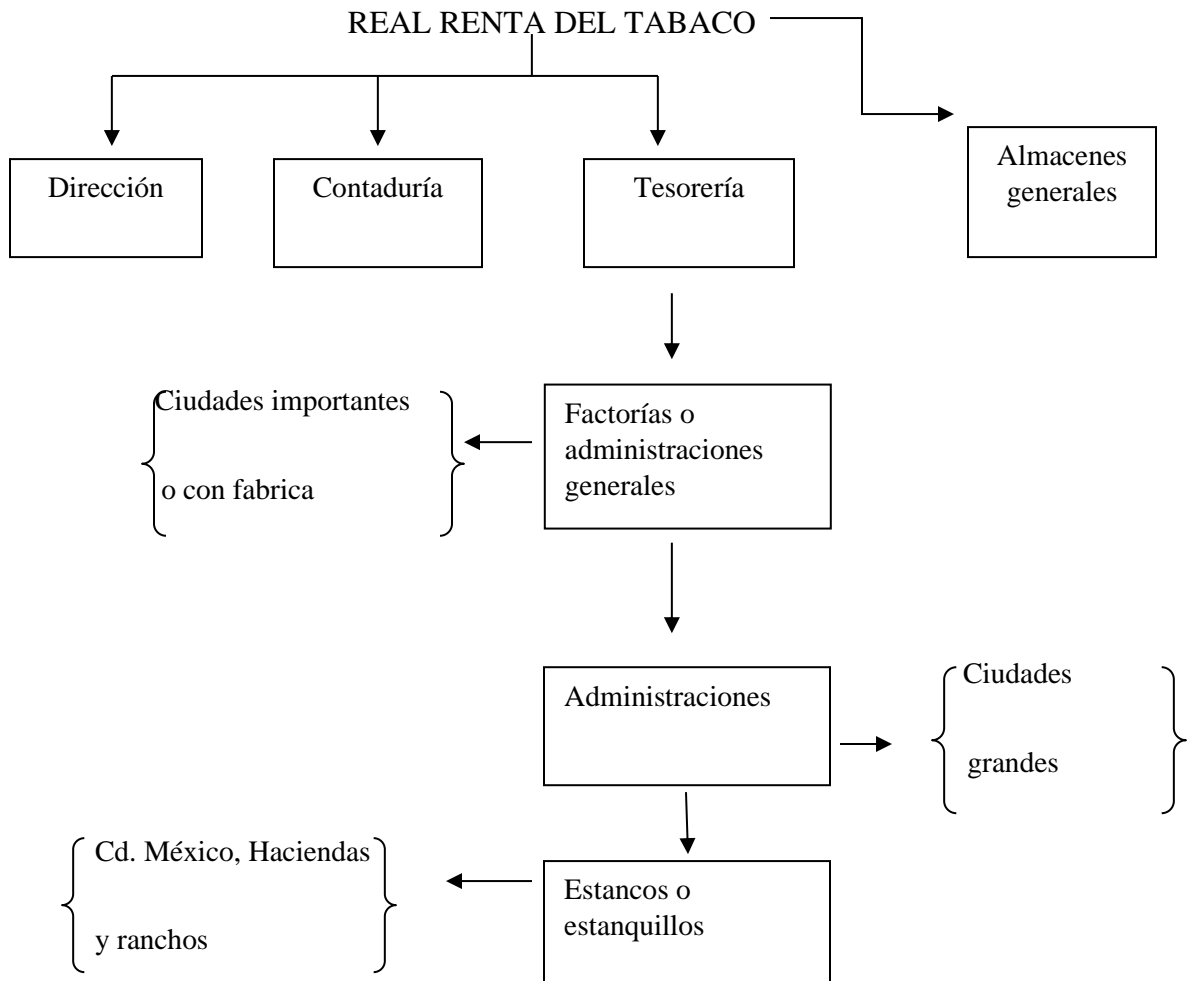 REAL RENTA DEL TABACO
Dirección
Contaduría
Tesorería
Almacenes
generales
Ciudades importantes
o con fabrica
Factorías o
administraciones
generales
Administraciones
Ciudades
grandes
Cd. México, Haciendas
y ranchos
Estancos o
estanquillos